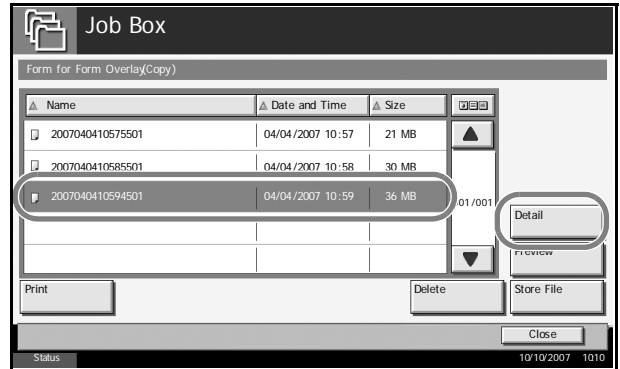 Job Box
Form for Form Overlay(Copy)
Name Date and Time Size
2007040410575501 04/04/2007 10:57 21 MB
2007040410585501 04/04/2007 10:58 30 MB
2007040410594501 04/04/2007 10:59 36 MB
01/001
Detail
Preview
Print Delete Store File
Close
Status 10/10/2007 1010